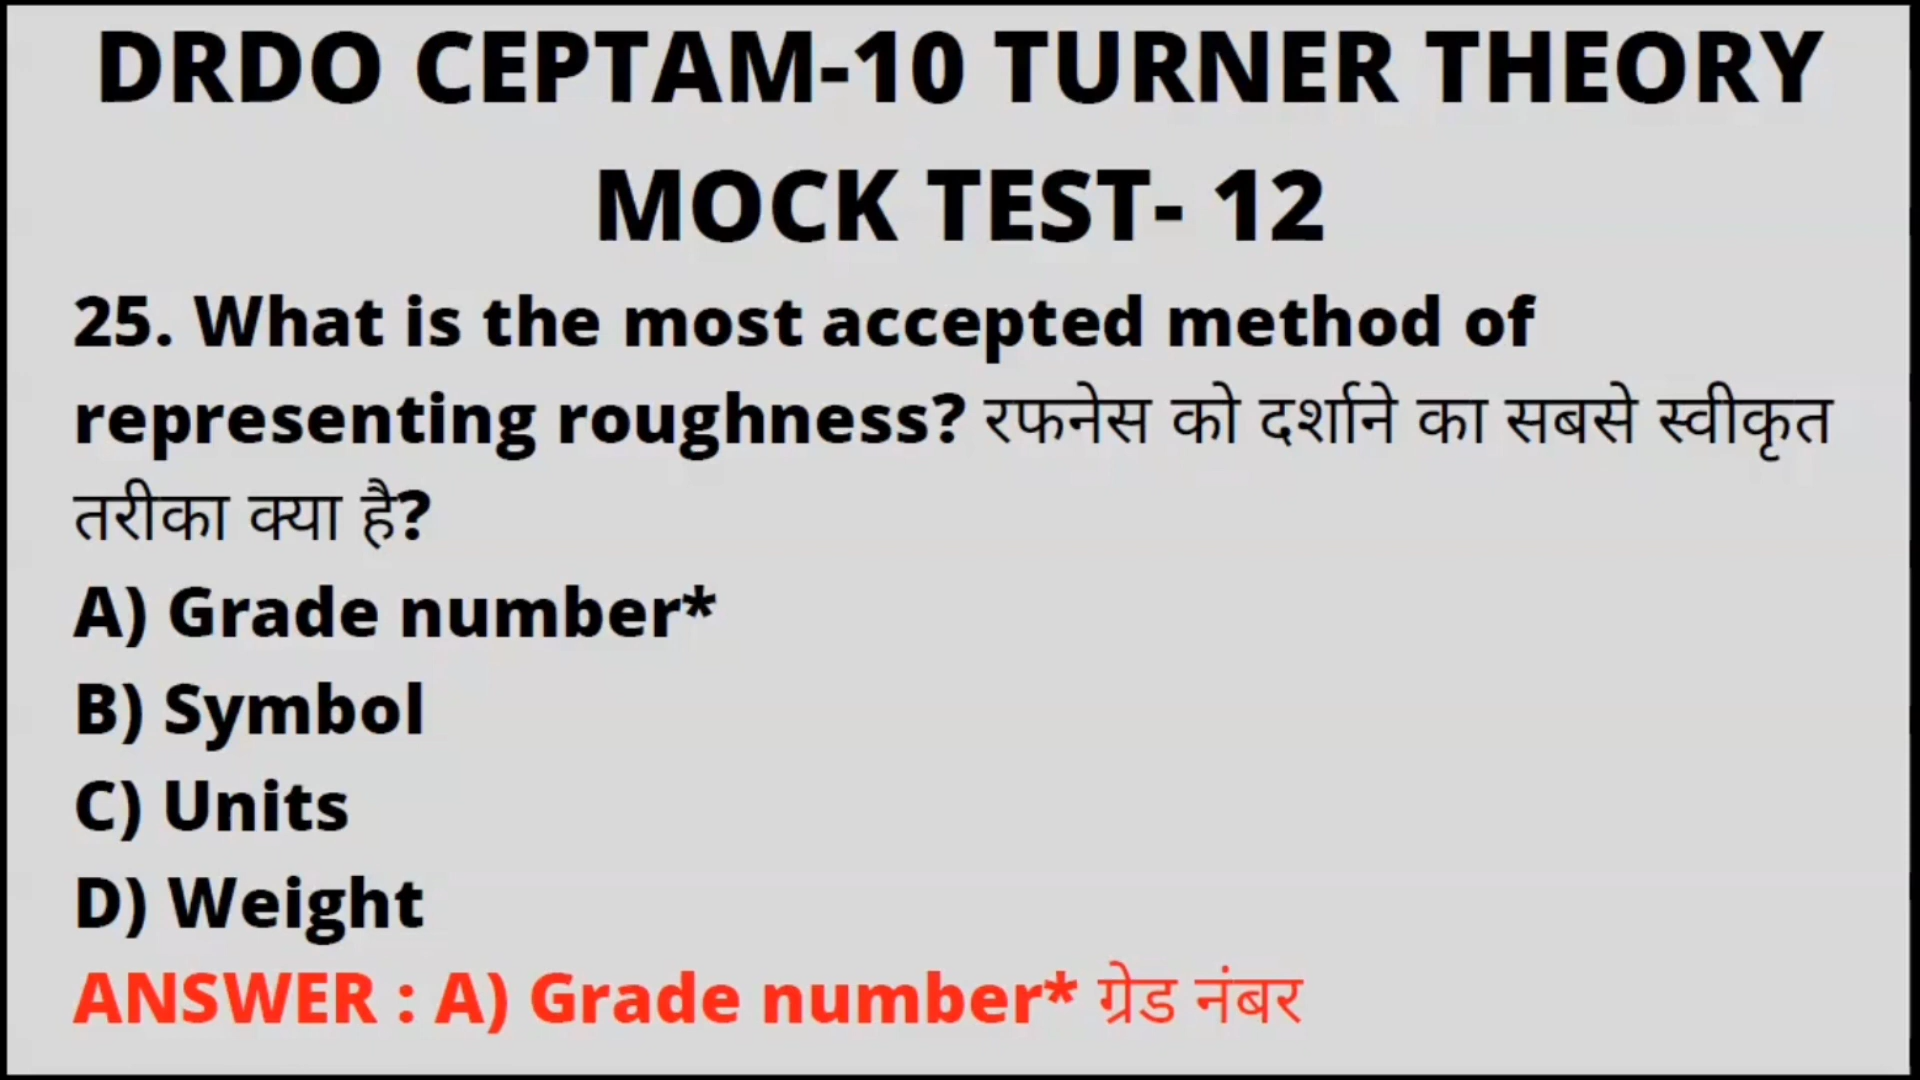 DRDO CEPTAM-10 TURNER THEORY
MOCK TEST- 12
25. What is the most accepted method of
representing roughness? रफनेस को दर्शाने का सबसे स्वीकृत
तरीका क्या है?
A) Grade number*
B) Symbol
C) Units
D) Weight
ANSWER : A) Grade number* ग्रेड नंबर